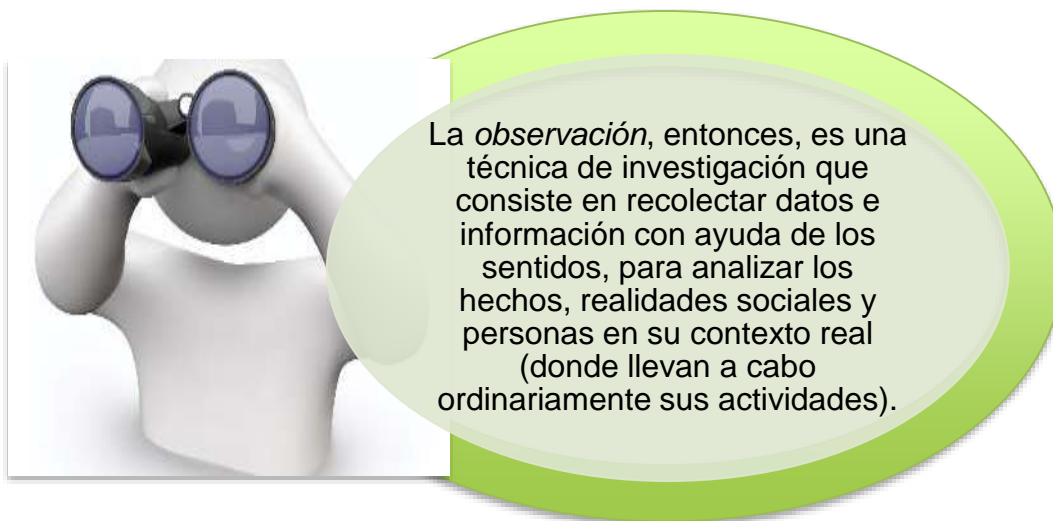 La observación, entonces, es una
técnica de investigación que
consiste en recolectar datos e
información con ayuda de los
sentidos, para analizar los
hechos, realidades sociales y
personas en su contexto real
(donde llevan a cabo
ordinariamente sus actividades).